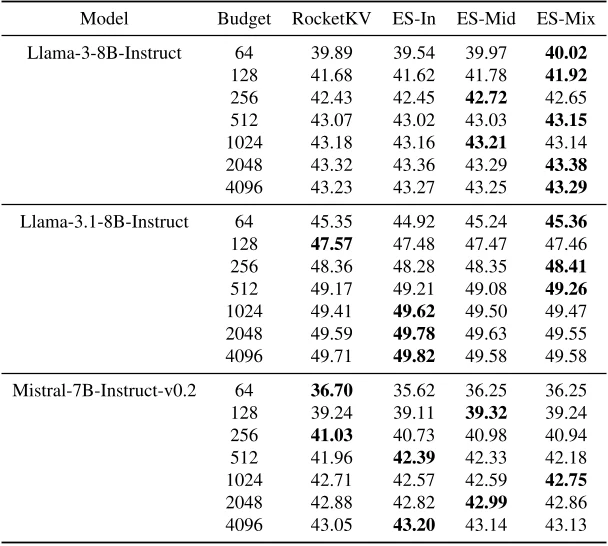 Model Budget RocketKV ES-In ES-Mid ES-Mix
Llama-3-8B-Instruct 64 39.89 39.54 39.97 40.02
128 41.68 41.62 41.78 41.92
256 42.43 42.45 42.72 42.65
512 43.07 43.02 43.03 43.15
1024 43.18 43.16 43.21 43.14
2048 43.32 43.36 43.29 43.38
4096 43.23 43.27 43.25 43.29
Llama-3.1-8B-Instruct 64 45.35 44.92 45.24 45.36
128 47.57 47.48 47.47 47.46
256 48.36 48.28 48.35 48.41
512 49.17 49.21 49.08 49.26
1024 49.41 49.62 49.50 49.47
2048 49.59 49.78 49.63 49.55
4096 49.71 49.82 49.58 49.58
Mistral-7B-Instruct-v0.2 64 36.70 35.62 36.25 36.25
128 39.24 39.11 39.32 39.24
256 41.03 40.73 40.98 40.94
512 41.96 42.39 42.33 42.18
1024 42.71 42.57 42.59 42.75
2048 42.88 42.82 42.99 42.86
4096 43.05 43.20 43.14 43.13